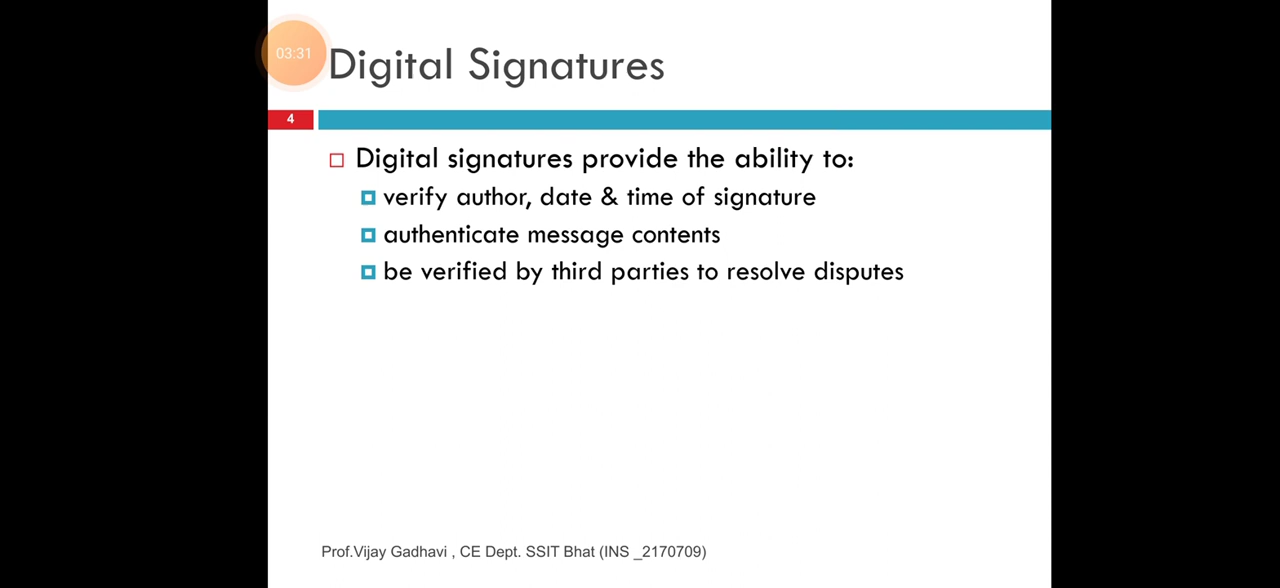 03:31
Digital Signatures
4
Digital signatures provide the ability to:
verify author, date & time of signature
authenticate message contents
be verified by third parties to resolve disputes
Prof.Vijay Gadhavi , CE Dept. SSIT Bhat (INS _2170709)